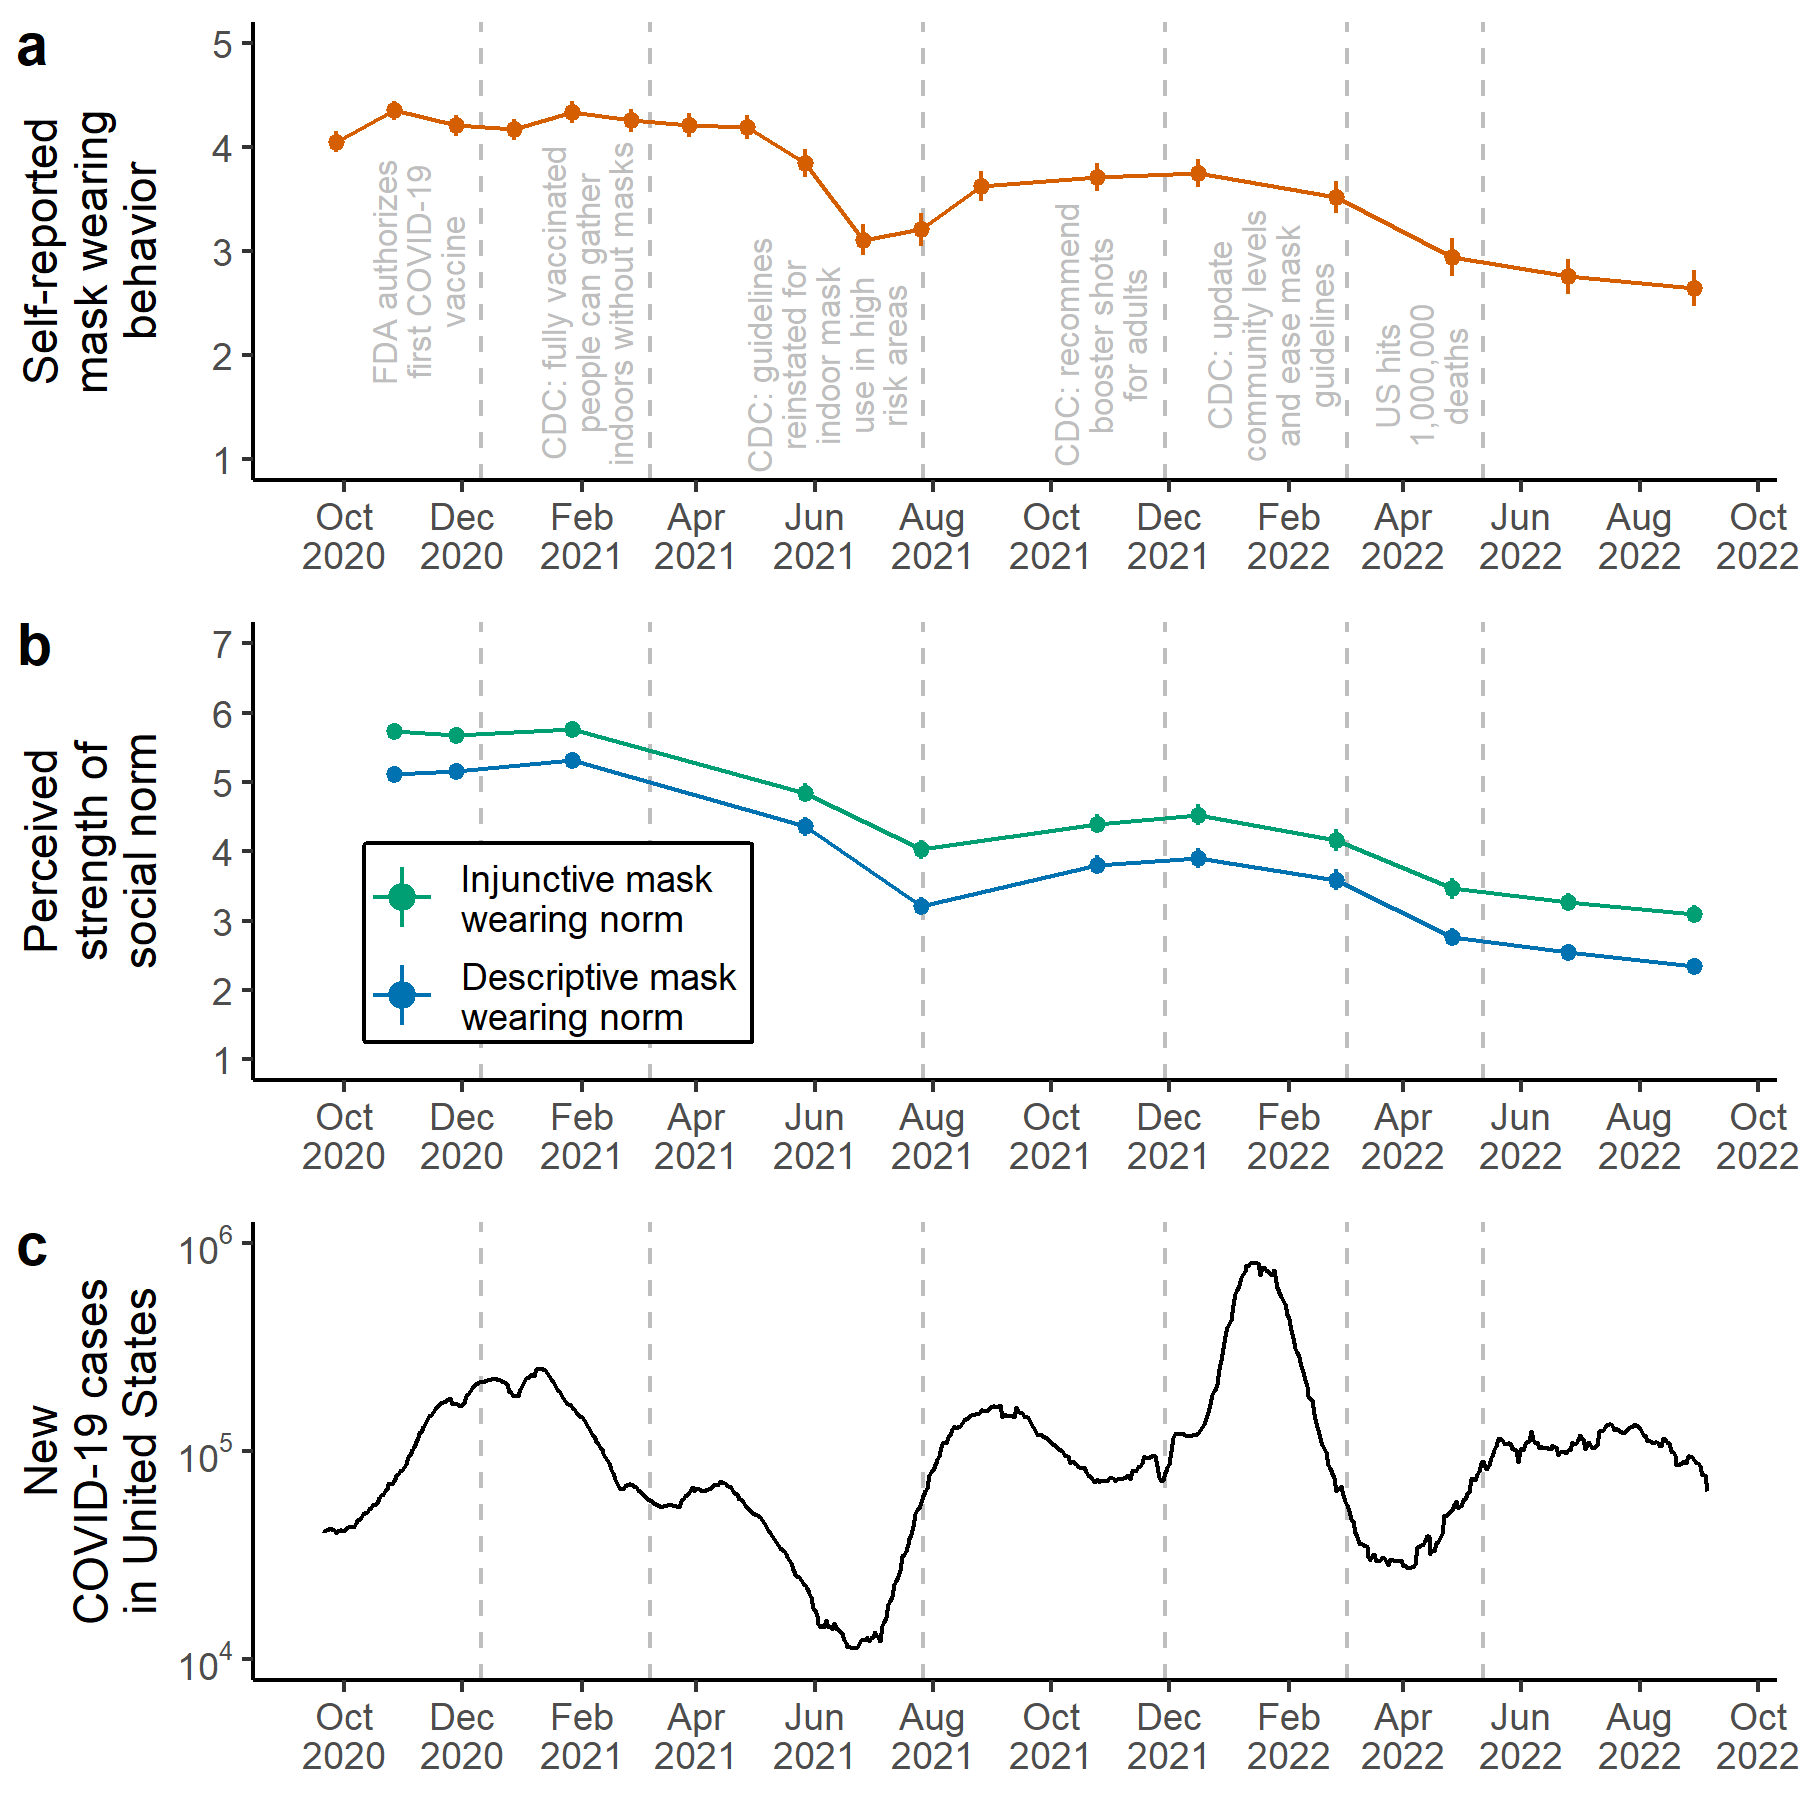 a
Self-reported
mask wearing
behavior
5
4
3
2
1
FDA authorizes
first COVID-19
vaccine
CDC: fully vaccinated
people can gather
indoors without masks
CDC: guidelines
reinstated for
indoor mask
use in high
risk areas
CDC: recommend
booster shots
for adults
CDC: update
community levels
and ease mask
guidelines
US hits
1,000,000
deaths
Oct Dec Feb Apr Jun Aug Oct Dec Feb Apr Jun Aug Oct
2020 2020 2021 2021 2021 2021 2021 2021 2022 2022 2022 2022 2022
b
Perceived
strength of
social norm
7
6
5
4
3
2
1
Injunctive mask
wearing norm
Descriptive mask
wearing norm
Oct Dec Feb Apr Jun Aug Oct Dec Feb Apr Jun Aug Oct
2020 2020 2021 2021 2021 2021 2021 2021 2022 2022 2022 2022 2022
c
New
COVID-19 cases
in United States
10⁶
10⁵
10⁴
Oct Dec Feb Apr Jun Aug Oct Dec Feb Apr Jun Aug Oct
2020 2020 2021 2021 2021 2021 2021 2021 2022 2022 2022 2022 2022